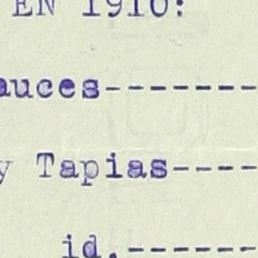 EN 1910:
auces-------
y Tapias----
id.------